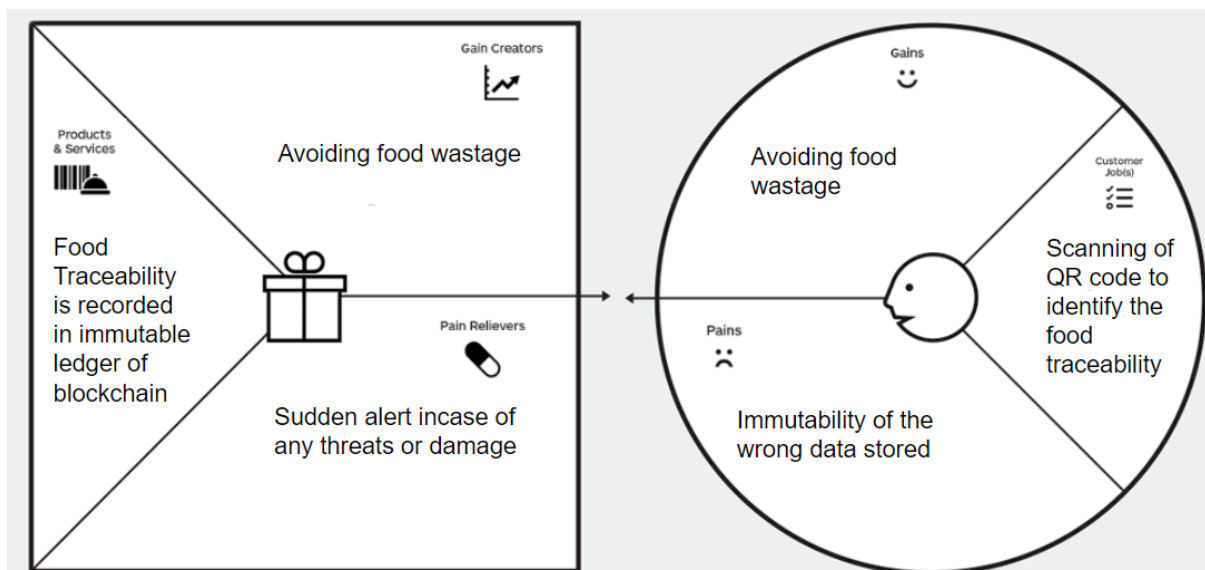 Gain Creators
Avoiding food wastage
Products
& Services
Food
Traceability
is recorded
in immutable
ledger of
blockchain
Pain Relievers
Sudden alert incase of
any threats or damage
Gains
Avoiding food
wastage
Customer
Job(s)
Scanning of
QR code to
identify the
food
traceability
Pains
Immutability of the
wrong data stored